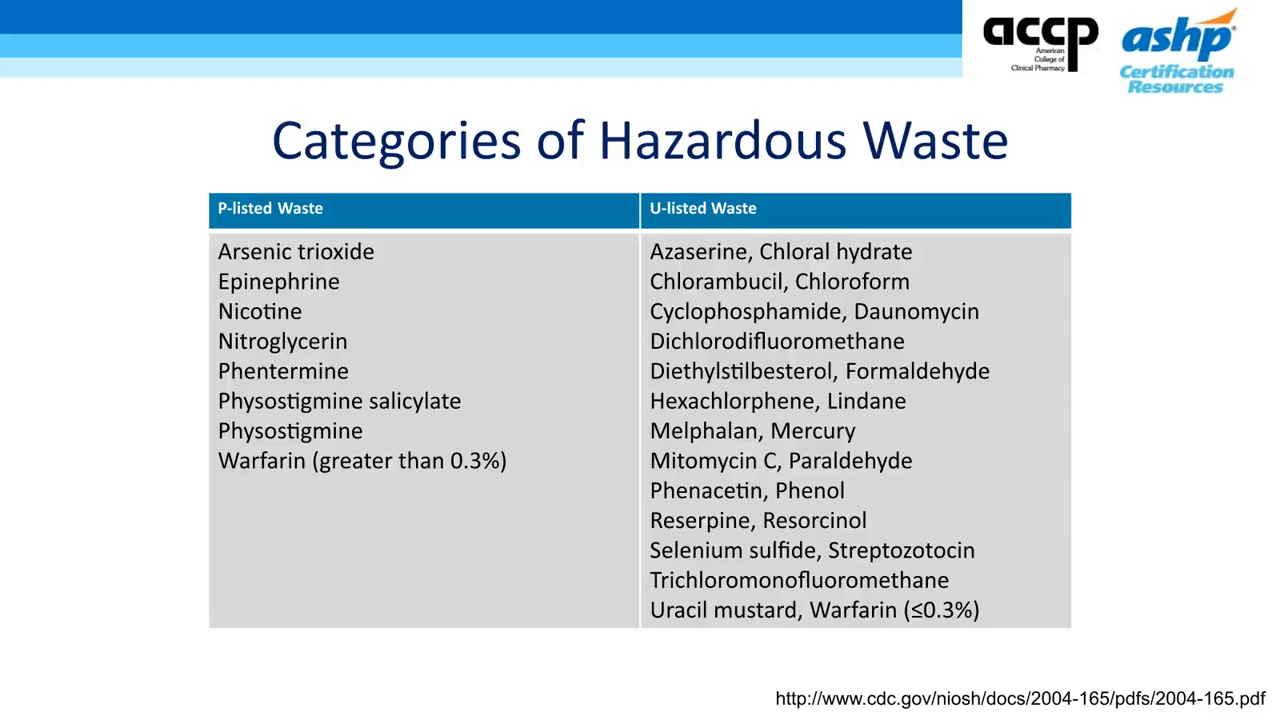 accp
American
College of
Clinical Pharmacy
ashp®
Certification
Resources
Categories of Hazardous Waste
P-listed Waste
Arsenic trioxide
Epinephrine
Nicotine
Nitroglycerin
Phentermine
Physostigmine salicylate
Physostigmine
Warfarin (greater than 0.3%)
U-listed Waste
Azaserine, Chloral hydrate
Chlorambucil, Chloroform
Cyclophosphamide, Daunomycin
Dichlorodifluoromethane
Diethylstilbesterol, Formaldehyde
Hexachlorphene, Lindane
Melphalan, Mercury
Mitomycin C, Paraldehyde
Phenacetin, Phenol
Reserpine, Resorcinol
Selenium sulfide, Streptozotocin
Trichloromonofluoromethane
Uracil mustard, Warfarin (≤0.3%)
http://www.cdc.gov/niosh/docs/2004-165/pdfs/2004-165.pdf